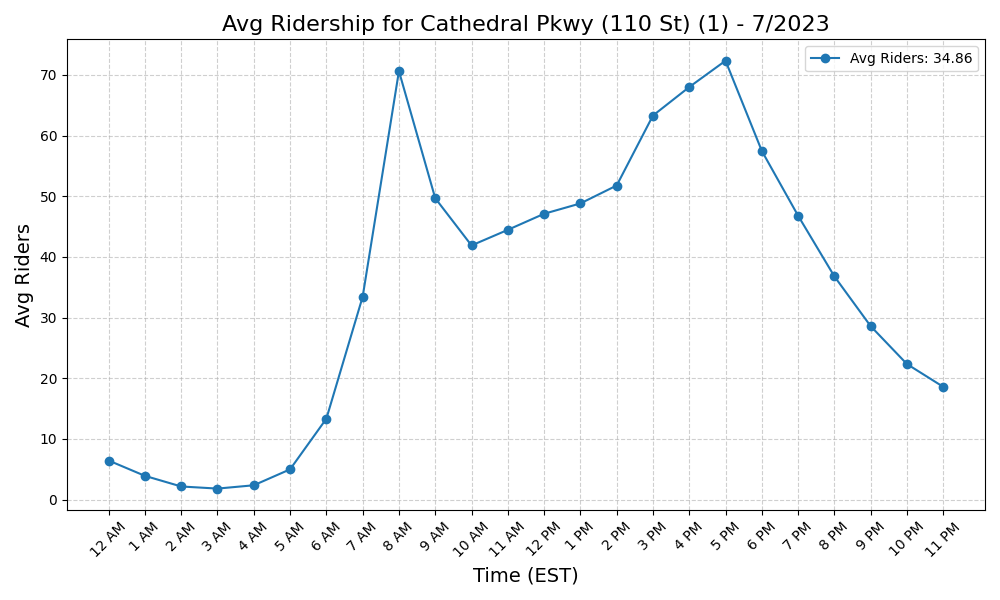 Avg Ridership for Cathedral Pkwy (110 St) (1) - 7/2023
Avg Riders: 34.86
Avg Riders
70
60
50
40
30
20
10
0
12 AM
1 AM
2 AM
3 AM
4 AM
5 AM
6 AM
7 AM
8 AM
9 AM
10 AM
11 AM
12 PM
1 PM
2 PM
3 PM
4 PM
5 PM
6 PM
7 PM
8 PM
9 PM
10 PM
11 PM
Time (EST)